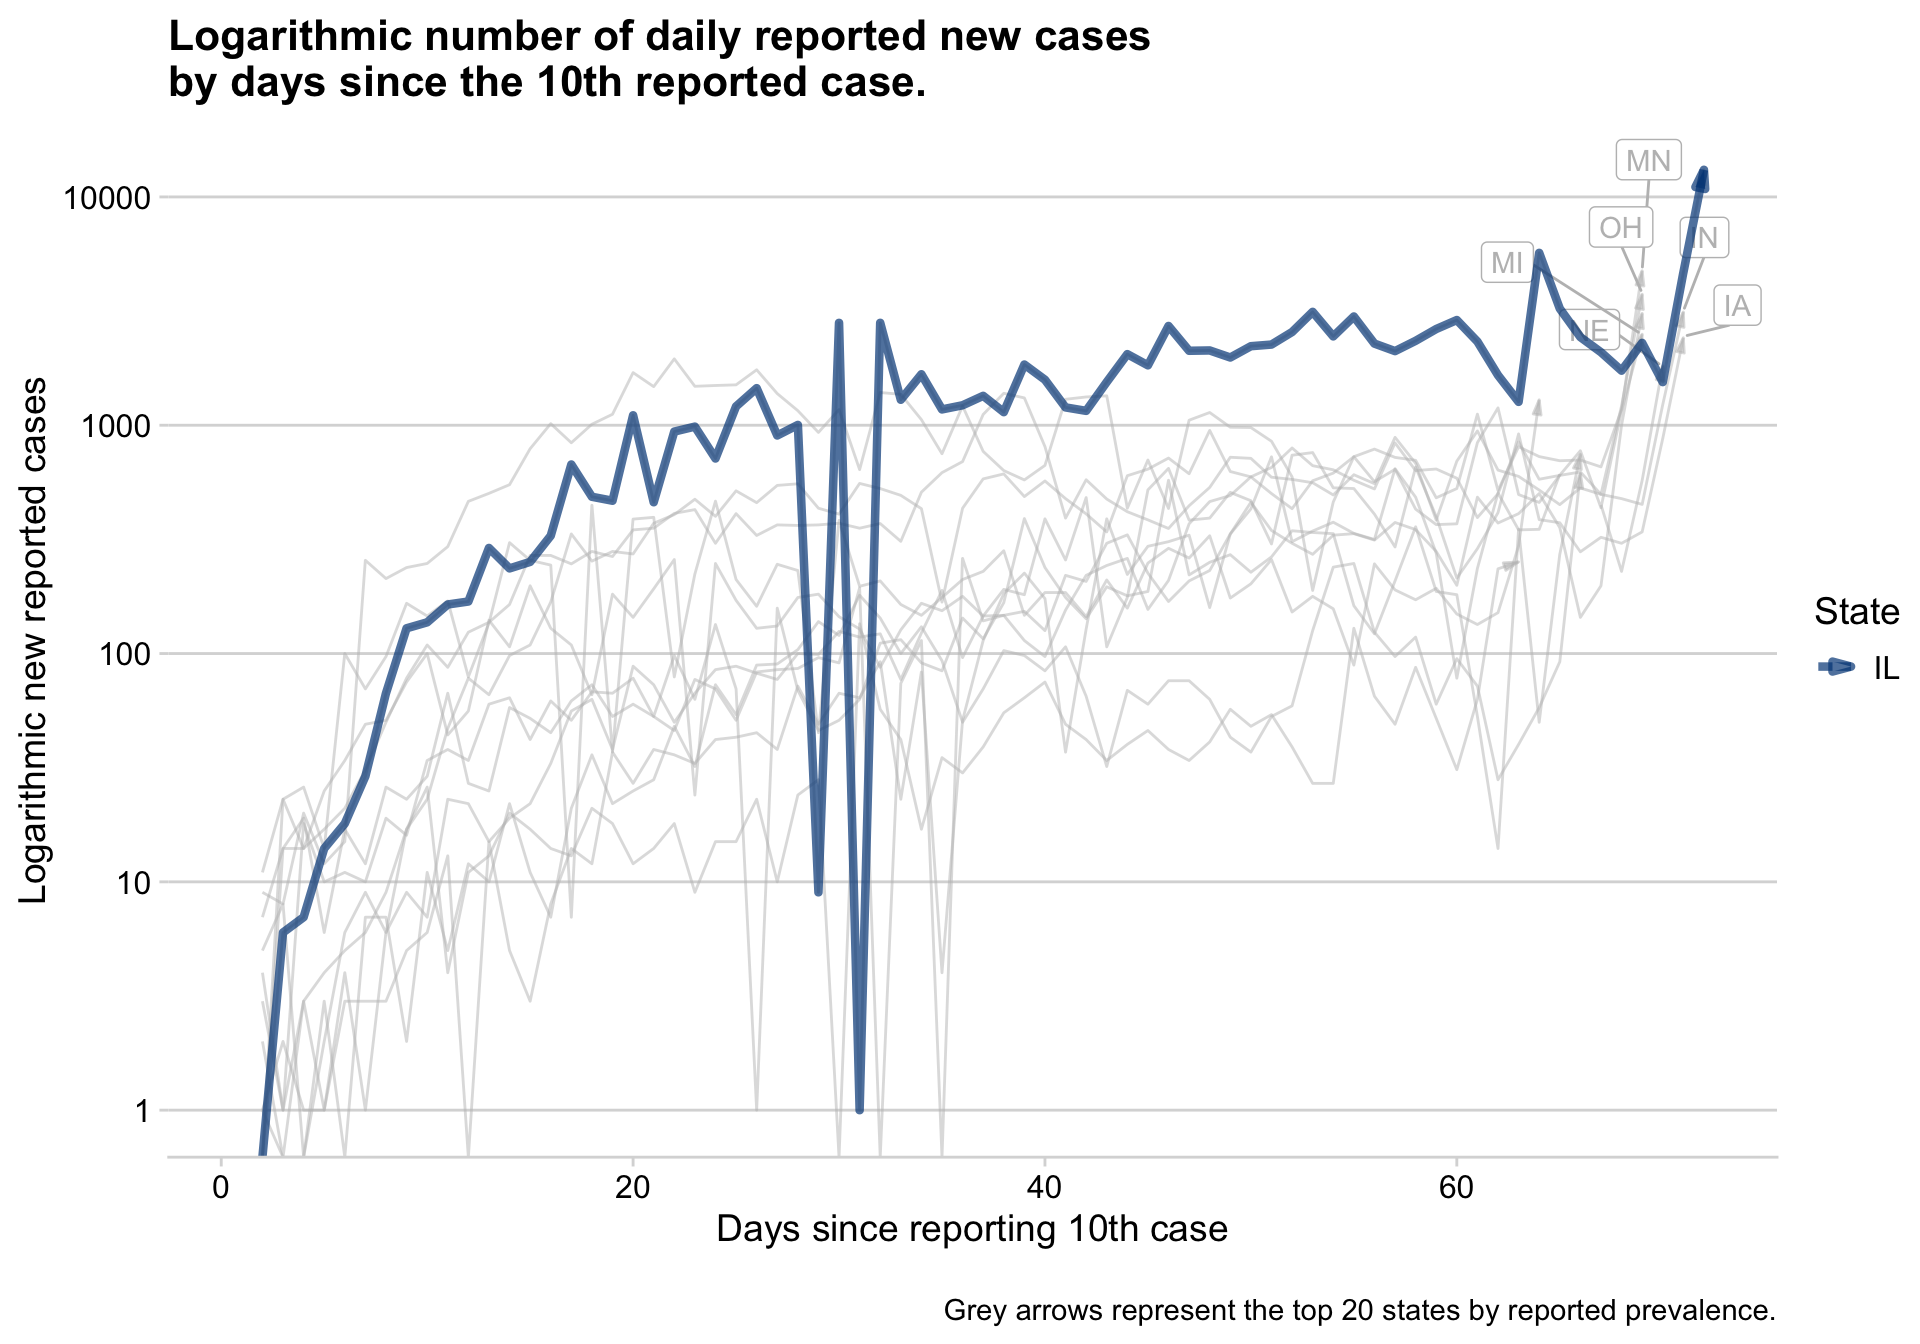 Logarithmic number of daily reported new cases
by days since the 10th reported case.
Logarithmic new reported cases
10000
1000
100
10
1
MN
OH
IN
MI
IA
NE
State
IL
0
20
40
60
Days since reporting 10th case
Grey arrows represent the top 20 states by reported prevalence.